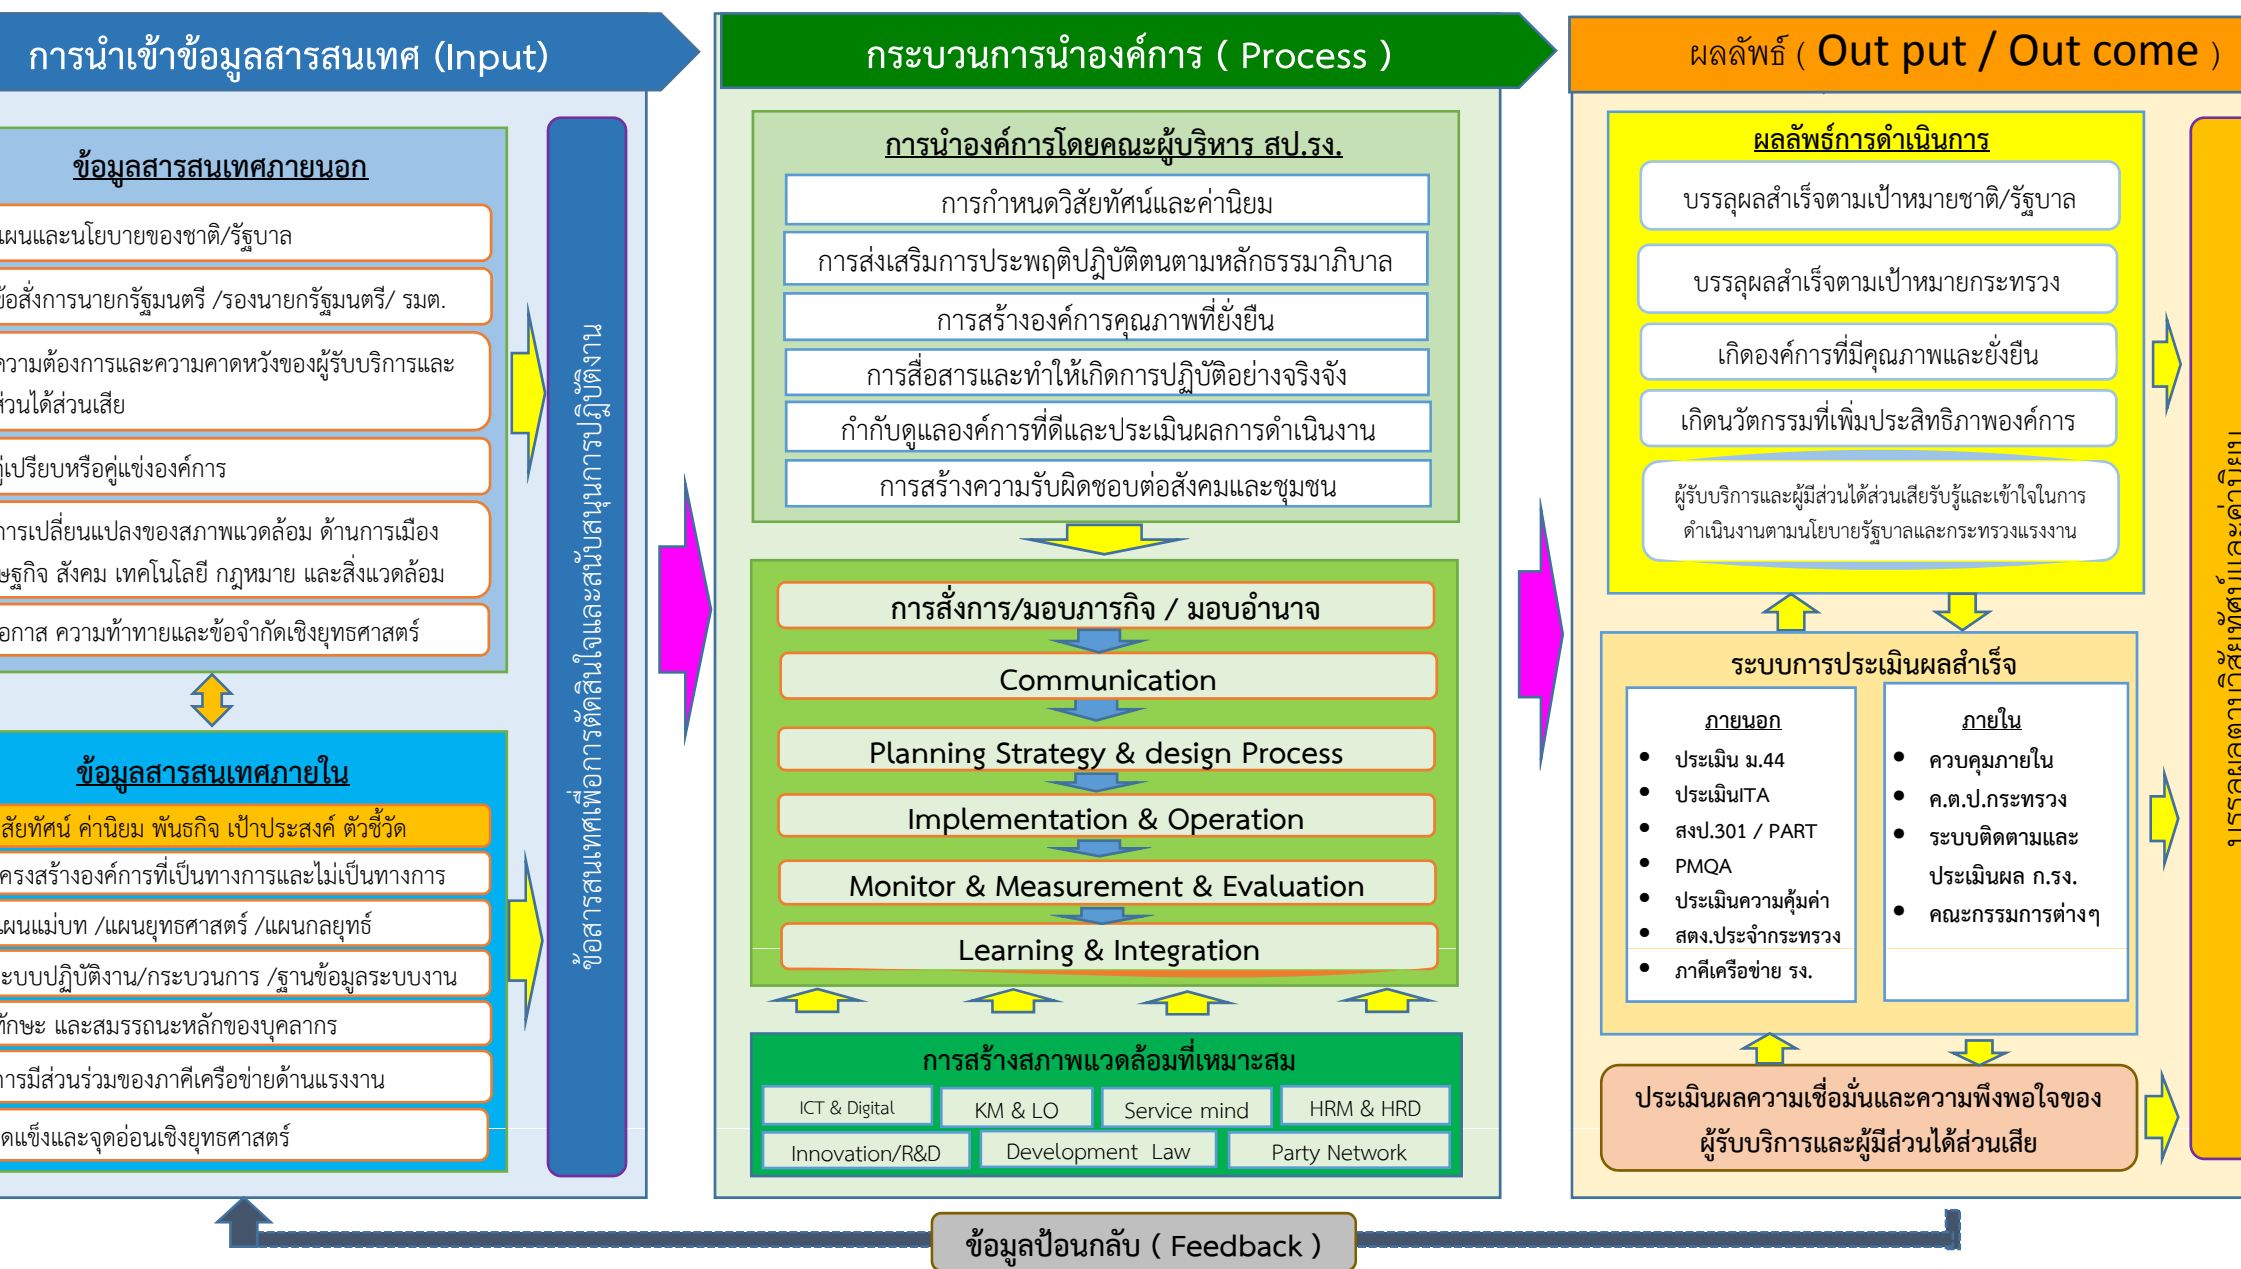 การนำเข้าข้อมูลสารสนเทศ (Input)
ข้อมูลสารสนเทศภายนอก
ผนและนโยบายของชาติ/รัฐบาล
ข้อสั่งการนายกรัฐมนตรี /รองนายกรัฐมนตรี/ รมต.
ความต้องการและความคาดหวังของผู้รับบริการและ
ส่วนได้ส่วนเสีย
คู่เปรียบหรือคู่แข่งองค์การ
การเปลี่ยนแปลงของสภาพแวดล้อม ด้านการเมือง
ษฐกิจ สังคม เทคโนโลยี กฎหมาย และสิ่งแวดล้อม
อกาส ความท้าทายและข้อจำกัดเชิงยุทธศาสตร์
ข้อมูลสารสนเทศภายใน
สัยทัศน์ ค่านิยม พันธกิจ เป้าประสงค์ ตัวชี้วัด
ครงสร้างองค์การที่เป็นทางการและไม่เป็นทางการ
ผนแม่บท /แผนยุทธศาสตร์ /แผนกลยุทธ์
ระบบปฏิบัติงาน/กระบวนการ /ฐานข้อมูลระบบงาน
ทักษะ และสมรรถนะหลักของบุคลากร
การมีส่วนร่วมของภาคีเครือข่ายด้านแรงงาน
ดแข็งและจุดอ่อนเชิงยุทธศาสตร์
ข้อสารสนเทศเพื่อการตัดสินใจและสนับสนุนการปฏิบัติงาน
กระบวนการนำองค์การ ( Process )
การนำองค์การโดยคณะผู้บริหาร สป.รง.
การกำหนดวิสัยทัศน์และค่านิยม
การส่งเสริมการประพฤติปฎิบัติตนตามหลักธรรมาภิบาล
การสร้างองค์การคุณภาพที่ยั่งยืน
การสื่อสารและทำให้เกิดการปฏิบัติอย่างจริงจัง
กำกับดูแลองค์การที่ดีและประเมินผลการดำเนินงาน
การสร้างความรับผิดชอบต่อสังคมและชุมชน
การสั่งการ/มอบภารกิจ / มอบอำนาจ
Communication
Planning Strategy & design Process
Implementation & Operation
Monitor & Measurement & Evaluation
Learning & Integration
การสร้างสภาพแวดล้อมที่เหมาะสม
ICT & Digital
KM & LO
Service mind
HRM & HRD
Innovation/R&D
Development Law
Party Network
ผลลัพธ์ ( Out put / Out come )
ผลลัพธ์การดำเนินการ
บรรลุผลสำเร็จตามเป้าหมายชาติ/รัฐบาล
บรรลุผลสำเร็จตามเป้าหมายกระทรวง
เกิดองค์การที่มีคุณภาพและยั่งยืน
เกิดนวัตกรรมที่เพิ่มประสิทธิภาพองค์การ
ผู้รับบริการและผู้มีส่วนได้ส่วนเสียรับรู้และเข้าใจในการ
ดำเนินงานตามนโยบายรัฐบาลและกระทรวงแรงงาน
ระบบการประเมินผลสำเร็จ
ภายนอก
• ประเมิน ม.44
• ประเมินITA
• สงป.301 / PART
• PMQA
• ประเมินความคุ้มค่า
• สตง.ประจำกระทรวง
• ภาคีเครือข่าย รง.
ภายใน
• ควบคุมภายใน
• ค.ต.ป.กระทรวง
• ระบบติดตามและ
ประเมินผล ก.รง.
• คณะกรรมการต่างๆ
ประเมินผลความเชื่อมั่นและความพึงพอใจของ
ผู้รับบริการและผู้มีส่วนได้ส่วนเสีย
บรรลุผลตามวิสัยทัศน์และค่านิยม
ข้อมูลป้อนกลับ ( Feedback )